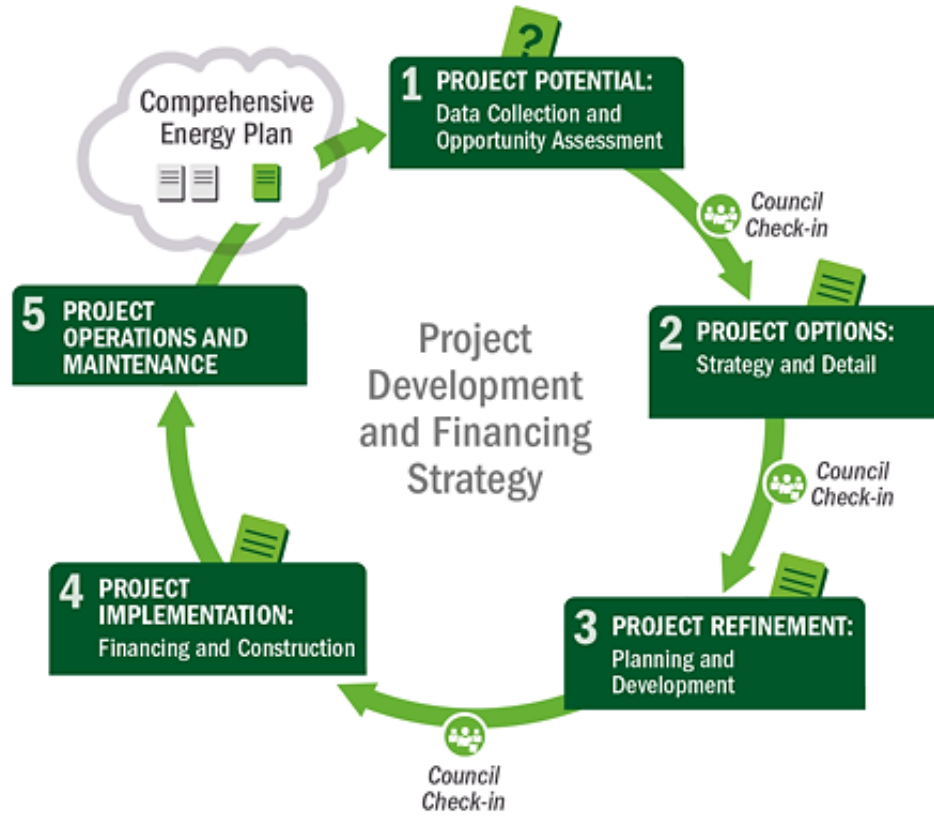 Comprehensive
Energy Plan
?
1 PROJECT POTENTIAL:
Data Collection and
Opportunity Assessment
Council
Check-in
2 PROJECT OPTIONS:
Strategy and Detail
Council
Check-in
3 PROJECT REFINEMENT:
Planning and
Development
Council
Check-in
4 PROJECT
IMPLEMENTATION:
Financing and Construction
5 PROJECT
OPERATIONS AND
MAINTENANCE
Project
Development
and Financing
Strategy